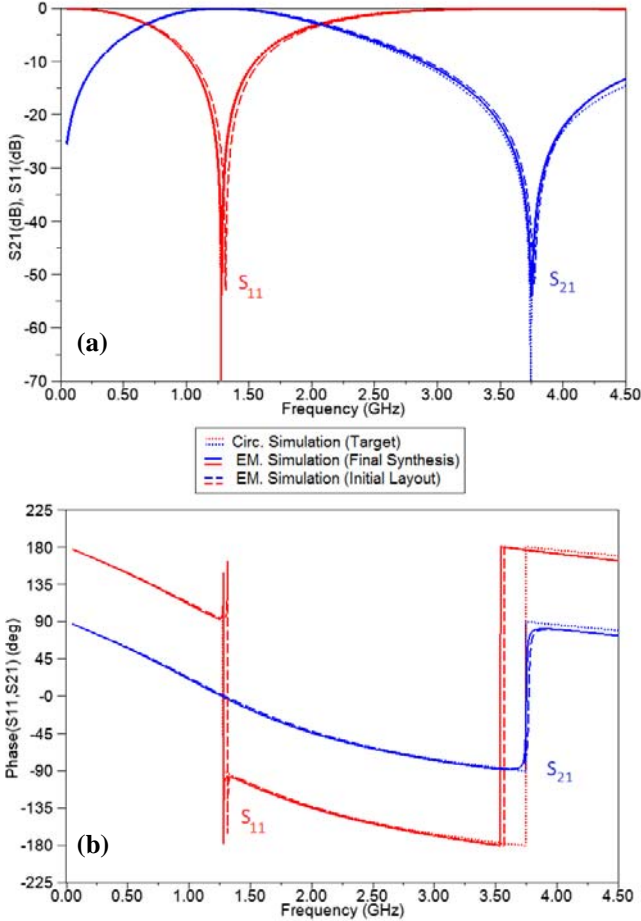 0
-10
-20
-30
-40
-50
-60
-70
S21(dB), S11(dB)
S11
S21
(a)
0.00 0.50 1.00 1.50 2.00 2.50 3.00 3.50 4.00 4.50
Frequency (GHz)
Circ. Simulation (Target)
EM. Simulation (Final Synthesis)
EM. Simulation (Initial Layout)
225
180
135
90
45
-0
-45
-90
-135
-180
-225
Phase(S11,S21) (deg)
S21
S11
(b)
0.00 0.50 1.00 1.50 2.00 2.50 3.00 3.50 4.00 4.50
Frequency (GHz)